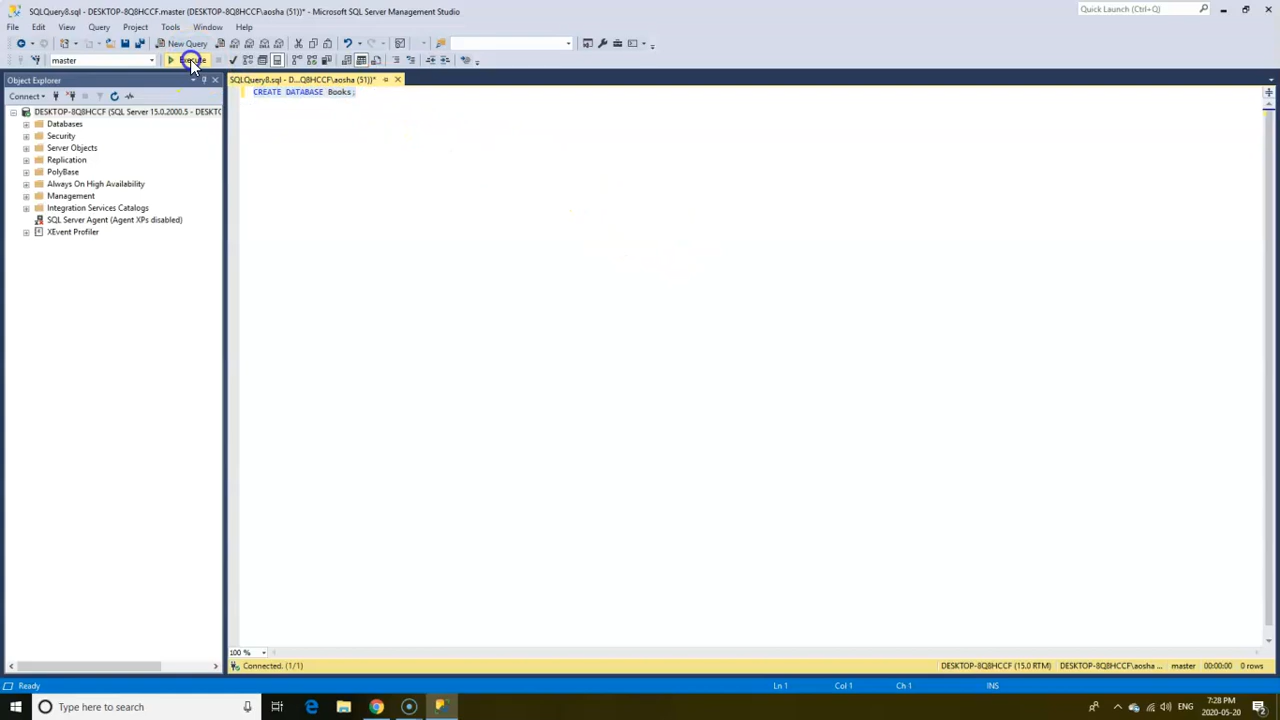 SQLQuery8.sql - DESKTOP-8Q8HCCF.master (DESKTOP-8Q8HCCF\aosha (51))* - Microsoft SQL Server Management Studio
Quick Launch (Ctrl+Q)
File Edit View Query Project Tools Window Help
New Query
master Execute
Object Explorer
SQLQuery8.sql - D...Q8HCCF\aosha (51))*
CREATE DATABASE Books;
Connect
DESKTOP-8Q8HCCF (SQL Server 15.0.2000.5 - DESKTO
Databases
Security
Server Objects
Replication
PolyBase
Always On High Availability
Management
Integration Services Catalogs
SQL Server Agent (Agent XPs disabled)
XEvent Profiler
100 %
Connected. (1/1)
DESKTOP-8Q8HCCF (15.0 RTM) DESKTOP-8Q8HCCF\aosha ... master 00:00:00 0 rows
Ready Ln 1 Col 1 Ch 1 INS
Type here to search
ENG
7:28 PM
2020-05-20
2